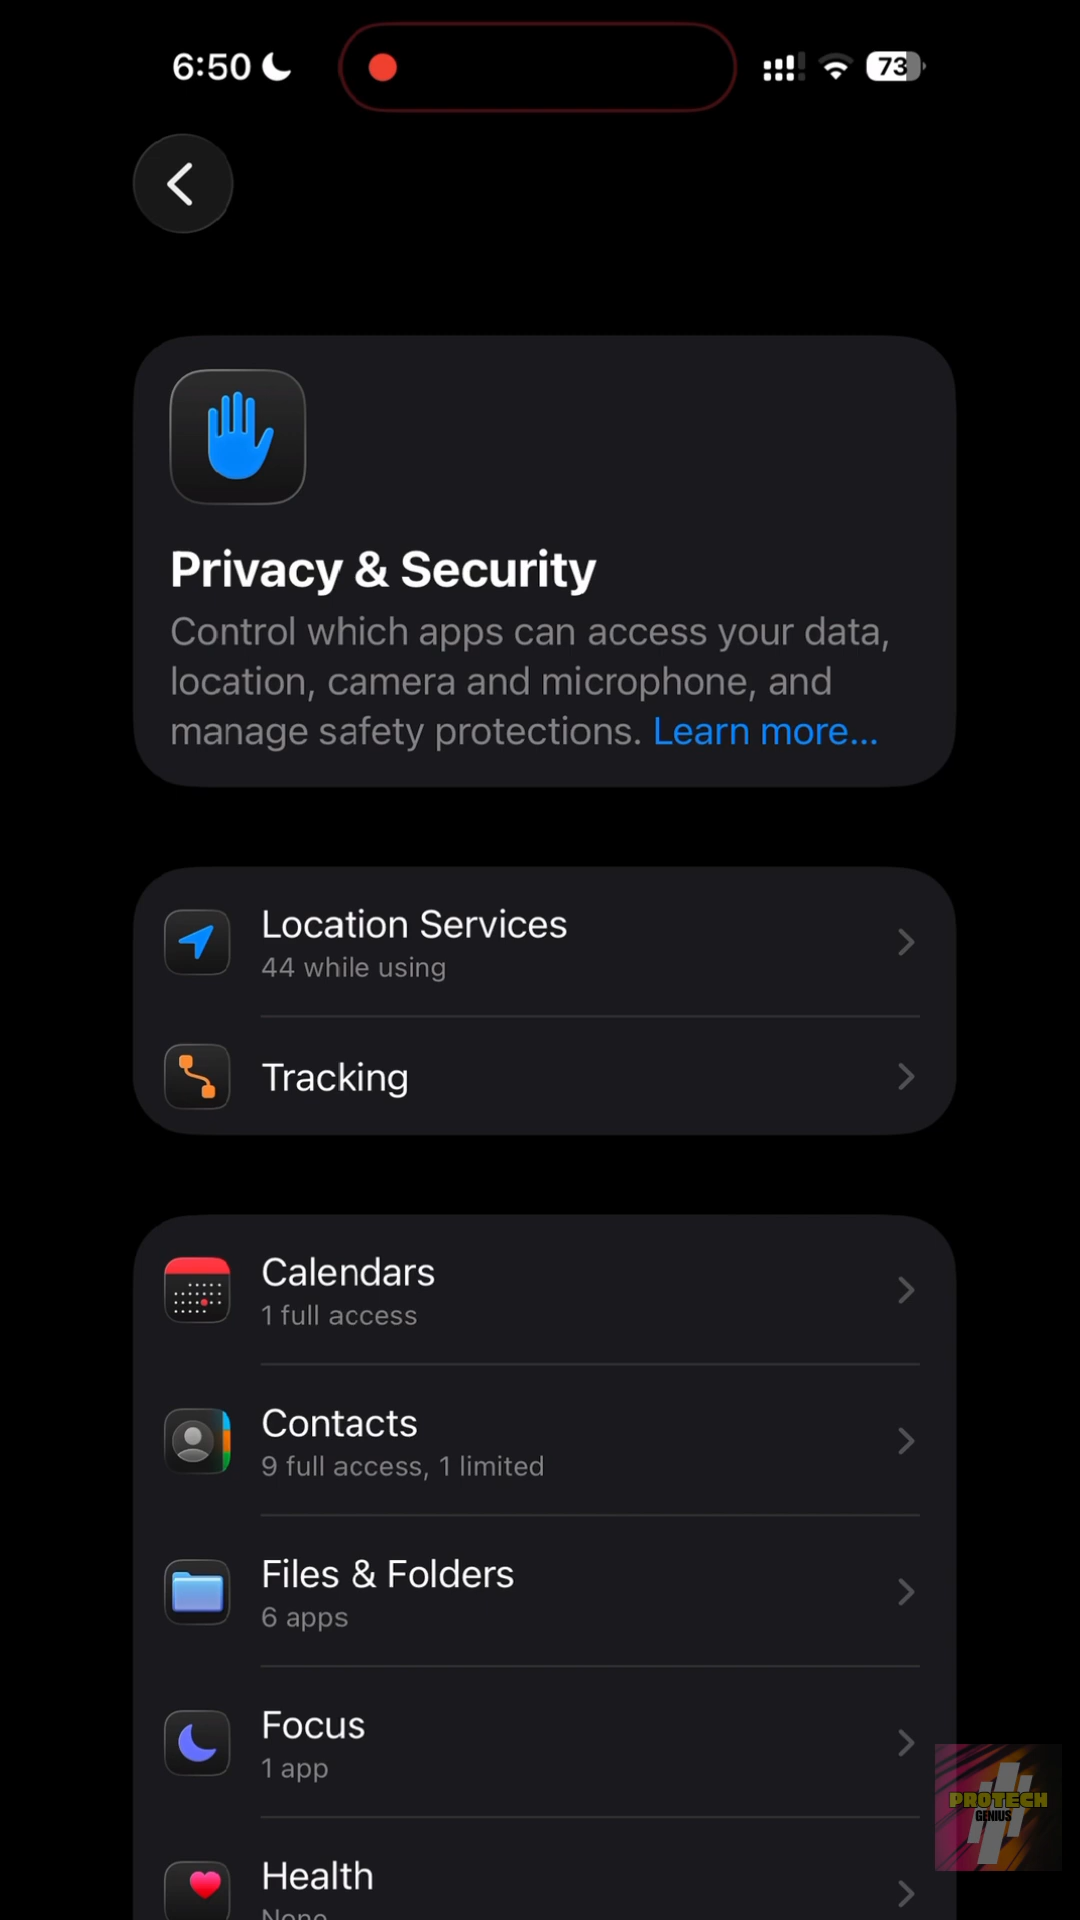 6:50
73
Privacy & Security
Control which apps can access your data,
location, camera and microphone, and
manage safety protections. Learn more...
Location Services
44 while using
Tracking
Calendars
1 full access
Contacts
9 full access, 1 limited
Files & Folders
6 apps
Focus
1 app
PROTECH
GENIUS
Health
None